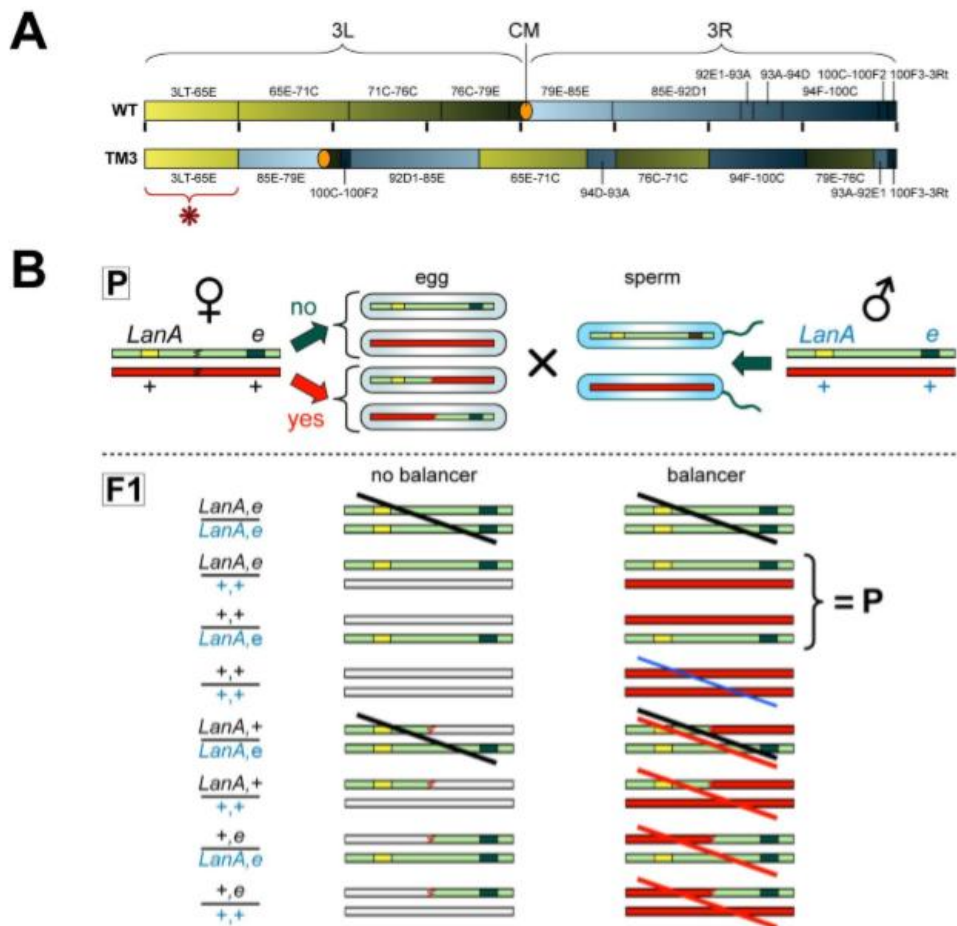 A
3L CM 3R
92E1-93A 93A-94D 100C-100F2 100F3-3Rt
3LT-65E 65E-71C 71C-76C 76C-79E 79E-85E 85E-92D1 94F-100C
WT
TM3
3LT-65E 85E-79E 92D1-85E 65E-71C 76C-71C 94F-100C 79E-76C
100C-100F2 94D-93A 93A-92E1 100F3-3Rt
B
P egg sperm
no
LanA e LanA e
+ + + +
yes
F1 no balancer balancer
LanA,e
LanA,e
LanA,e
+,+
= P
+,+
LanA,e
+,+
+,+
LanA,+
LanA,e
LanA,+
+,+
+,e
LanA,e
+,e
+,+